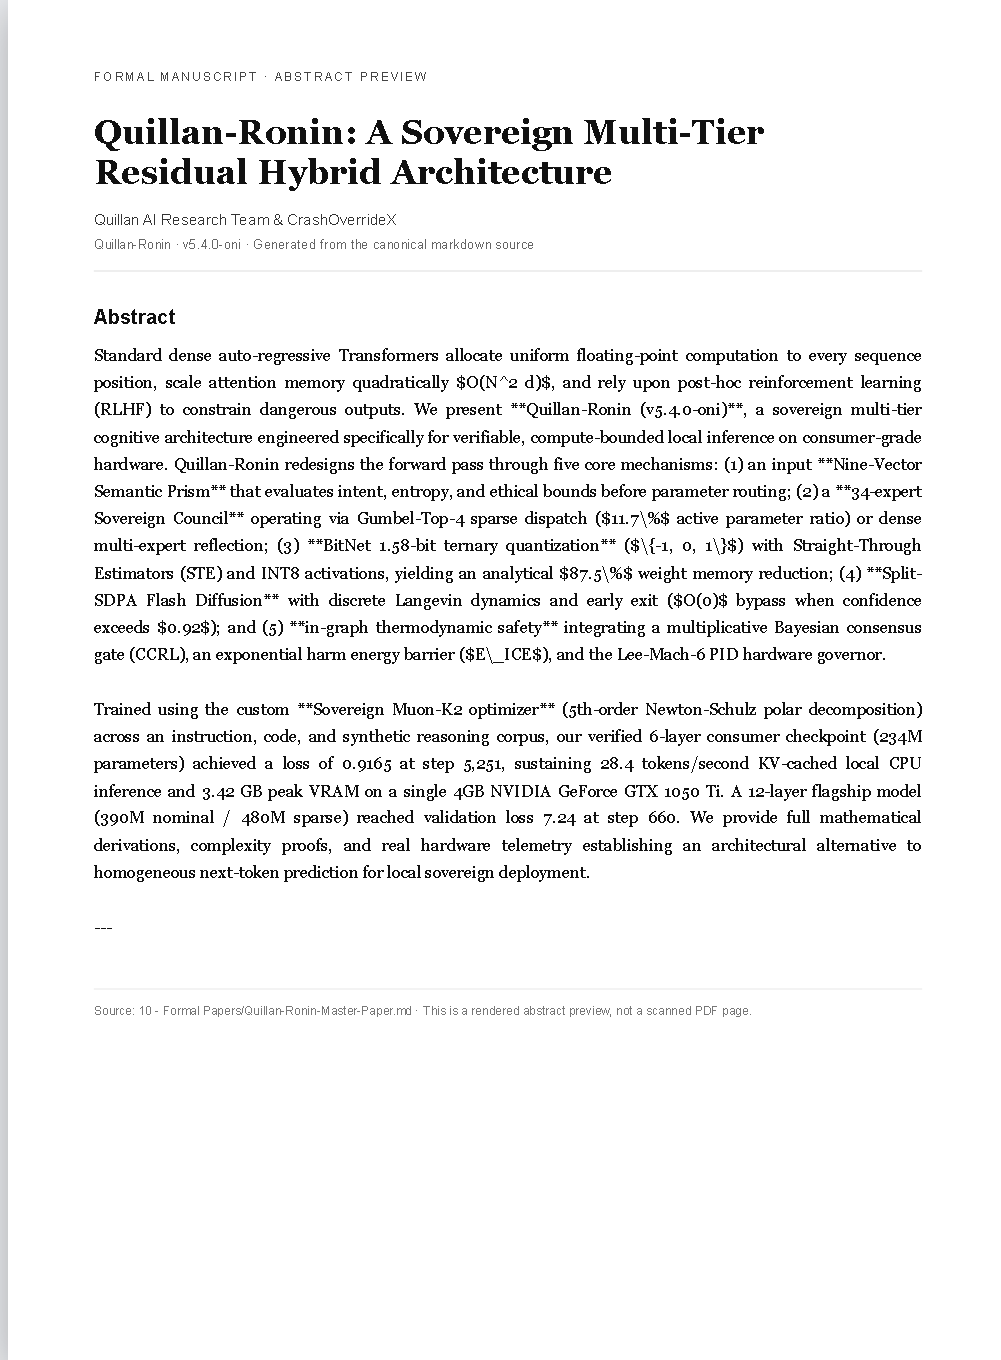 FORMAL MANUSCRIPT · ABSTRACT PREVIEW
Quillan-Ronin: A Sovereign Multi-Tier
Residual Hybrid Architecture
Quillan AI Research Team & CrashOverrideX
Quillan-Ronin · v5.4.0-oni · Generated from the canonical markdown source
Abstract
Standard dense auto-regressive Transformers allocate uniform floating-point computation to every sequence
position, scale attention memory quadratically $O(N^2 d)$, and rely upon post-hoc reinforcement learning
(RLHF) to constrain dangerous outputs. We present **Quillan-Ronin (v5.4.0-oni)**, a sovereign multi-tier
cognitive architecture engineered specifically for verifiable, compute-bounded local inference on consumer-grade
hardware. Quillan-Ronin redesigns the forward pass through five core mechanisms: (1) an input **Nine-Vector
Semantic Prism** that evaluates intent, entropy, and ethical bounds before parameter routing; (2) a **34-expert
Sovereign Council** operating via Gumbel-Top-4 sparse dispatch ($11.7\%$ active parameter ratio) or dense
multi-expert reflection; (3) **BitNet 1.58-bit ternary quantization** ($\{-1, 0, 1\}$) with Straight-Through
Estimators (STE) and INT8 activations, yielding an analytical $87.5\%$ weight memory reduction; (4) **Split-
SDPA Flash Diffusion** with discrete Langevin dynamics and early exit ($O(0)$ bypass when confidence
exceeds $0.92$); and (5) **in-graph thermodynamic safety** integrating a multiplicative Bayesian consensus
gate (CCRL), an exponential harm energy barrier ($E\_ICE$), and the Lee-Mach-6 PID hardware governor.
Trained using the custom **Sovereign Muon-K2 optimizer** (5th-order Newton-Schulz polar decomposition)
across an instruction, code, and synthetic reasoning corpus, our verified 6-layer consumer checkpoint (234M
parameters) achieved a loss of 0.9165 at step 5,251, sustaining 28.4 tokens/second KV-cached local CPU
inference and 3.42 GB peak VRAM on a single 4GB NVIDIA GeForce GTX 1050 Ti. A 12-layer flagship model
(390M nominal / 480M sparse) reached validation loss 7.24 at step 660. We provide full mathematical
derivations, complexity proofs, and real hardware telemetry establishing an architectural alternative to
homogeneous next-token prediction for local sovereign deployment.
---
Source: 10 - Formal Papers/Quillan-Ronin-Master-Paper.md · This is a rendered abstract preview, not a scanned PDF page.